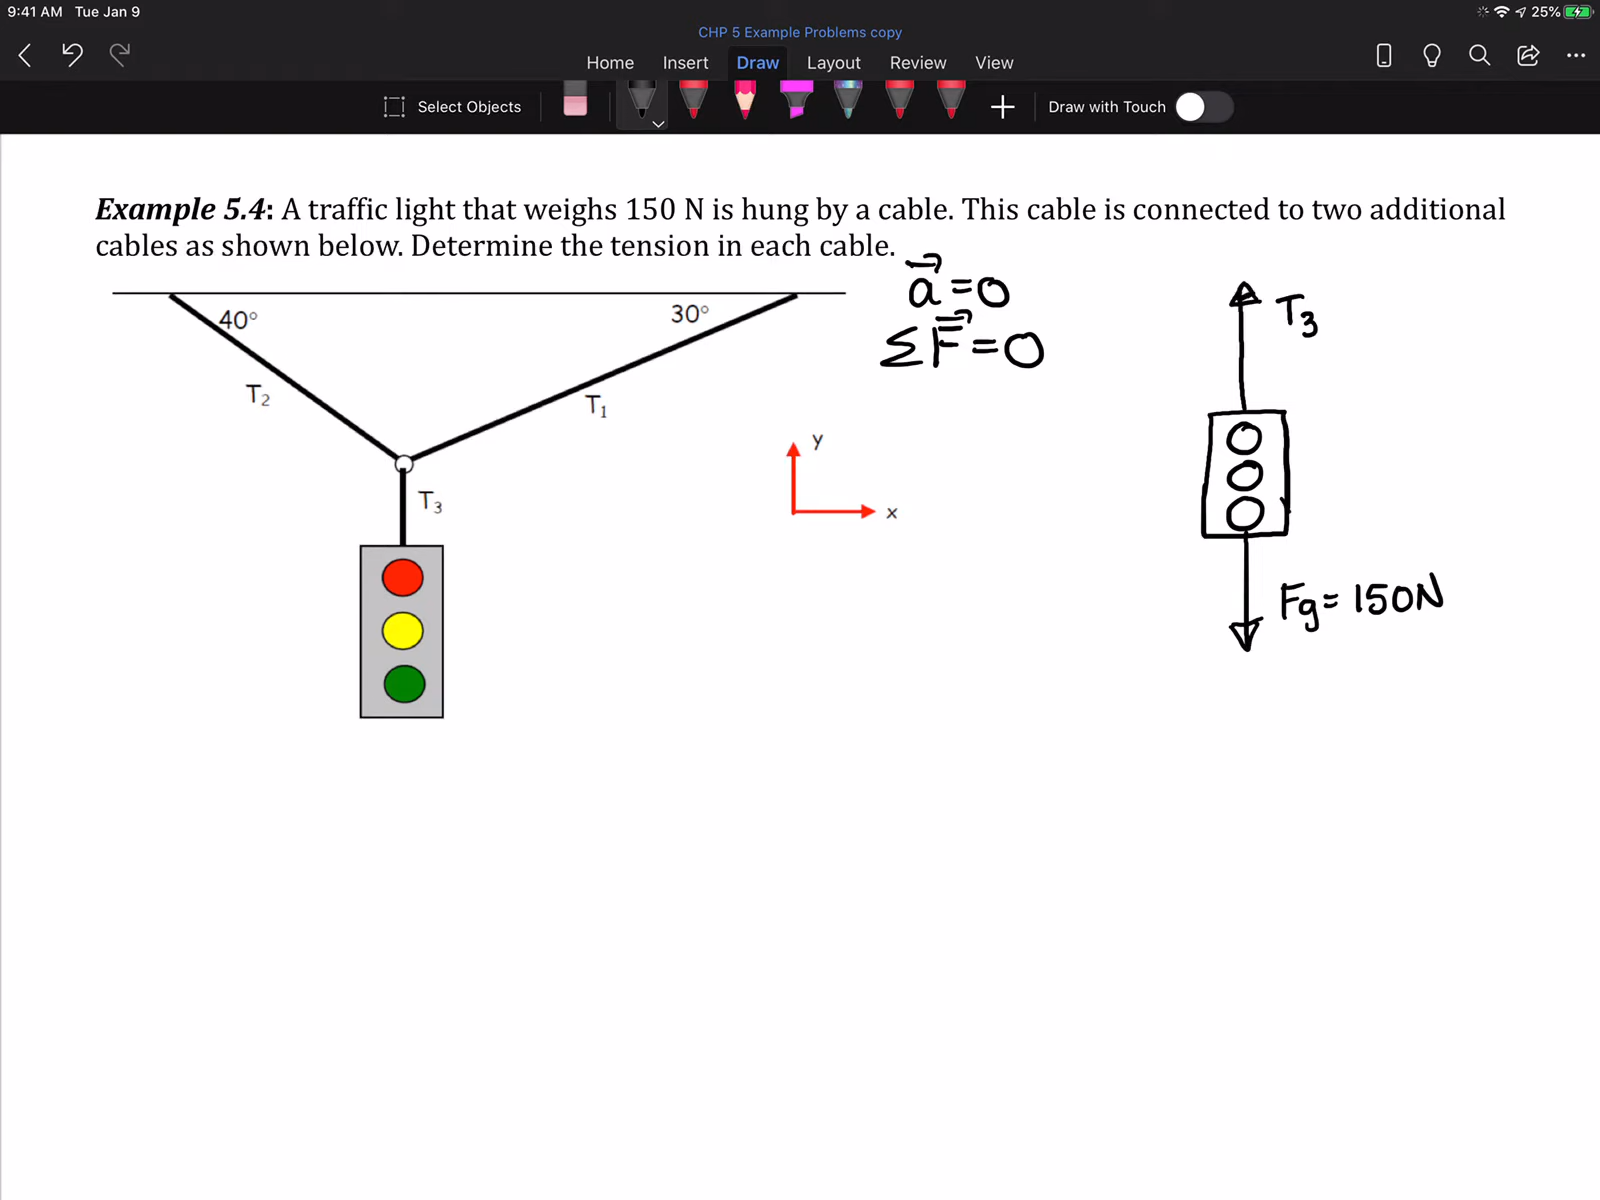 9:41 AM Tue Jan 9
25%
CHP 5 Example Problems copy
Home Insert Draw Layout Review View
Select Objects
Draw with Touch
Example 5.4: A traffic light that weighs 150 N is hung by a cable. This cable is connected to two additional
cables as shown below. Determine the tension in each cable.
a⃗ = 0
ΣF⃗ = 0
40°
30°
T₂
T₁
T₃
y
x
T₃
Fg = 150N